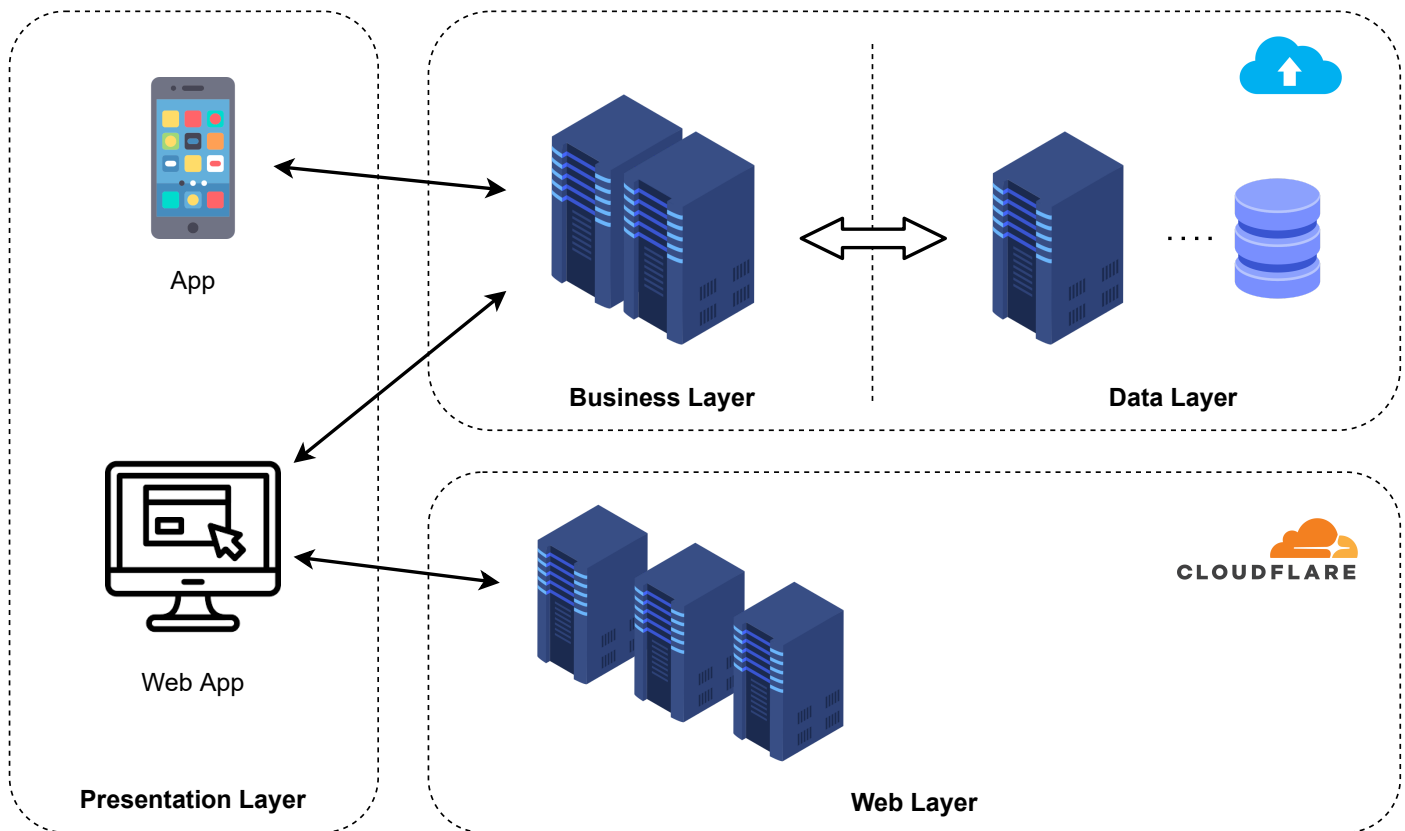 App
Business Layer
Data Layer
CLOUDFLARE
Web App
Presentation Layer
Web Layer